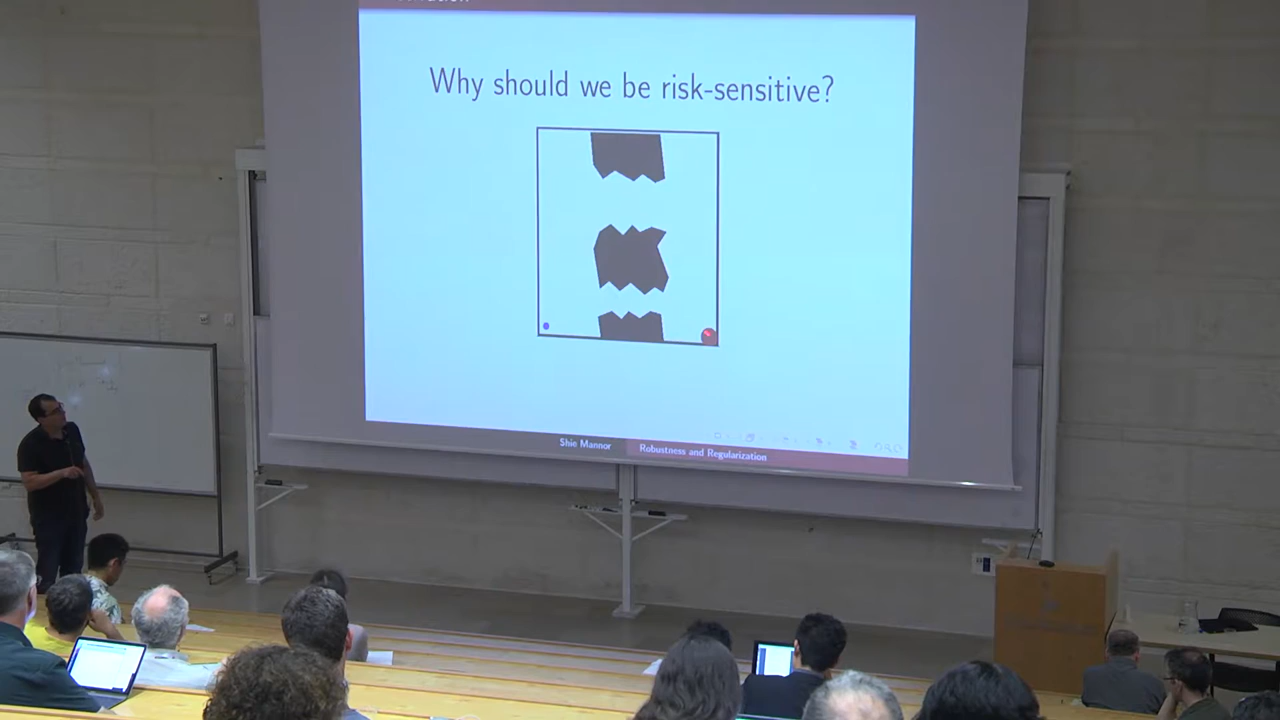 Why should we be risk-sensitive?
Shie Mannor
Robustness and Regularization